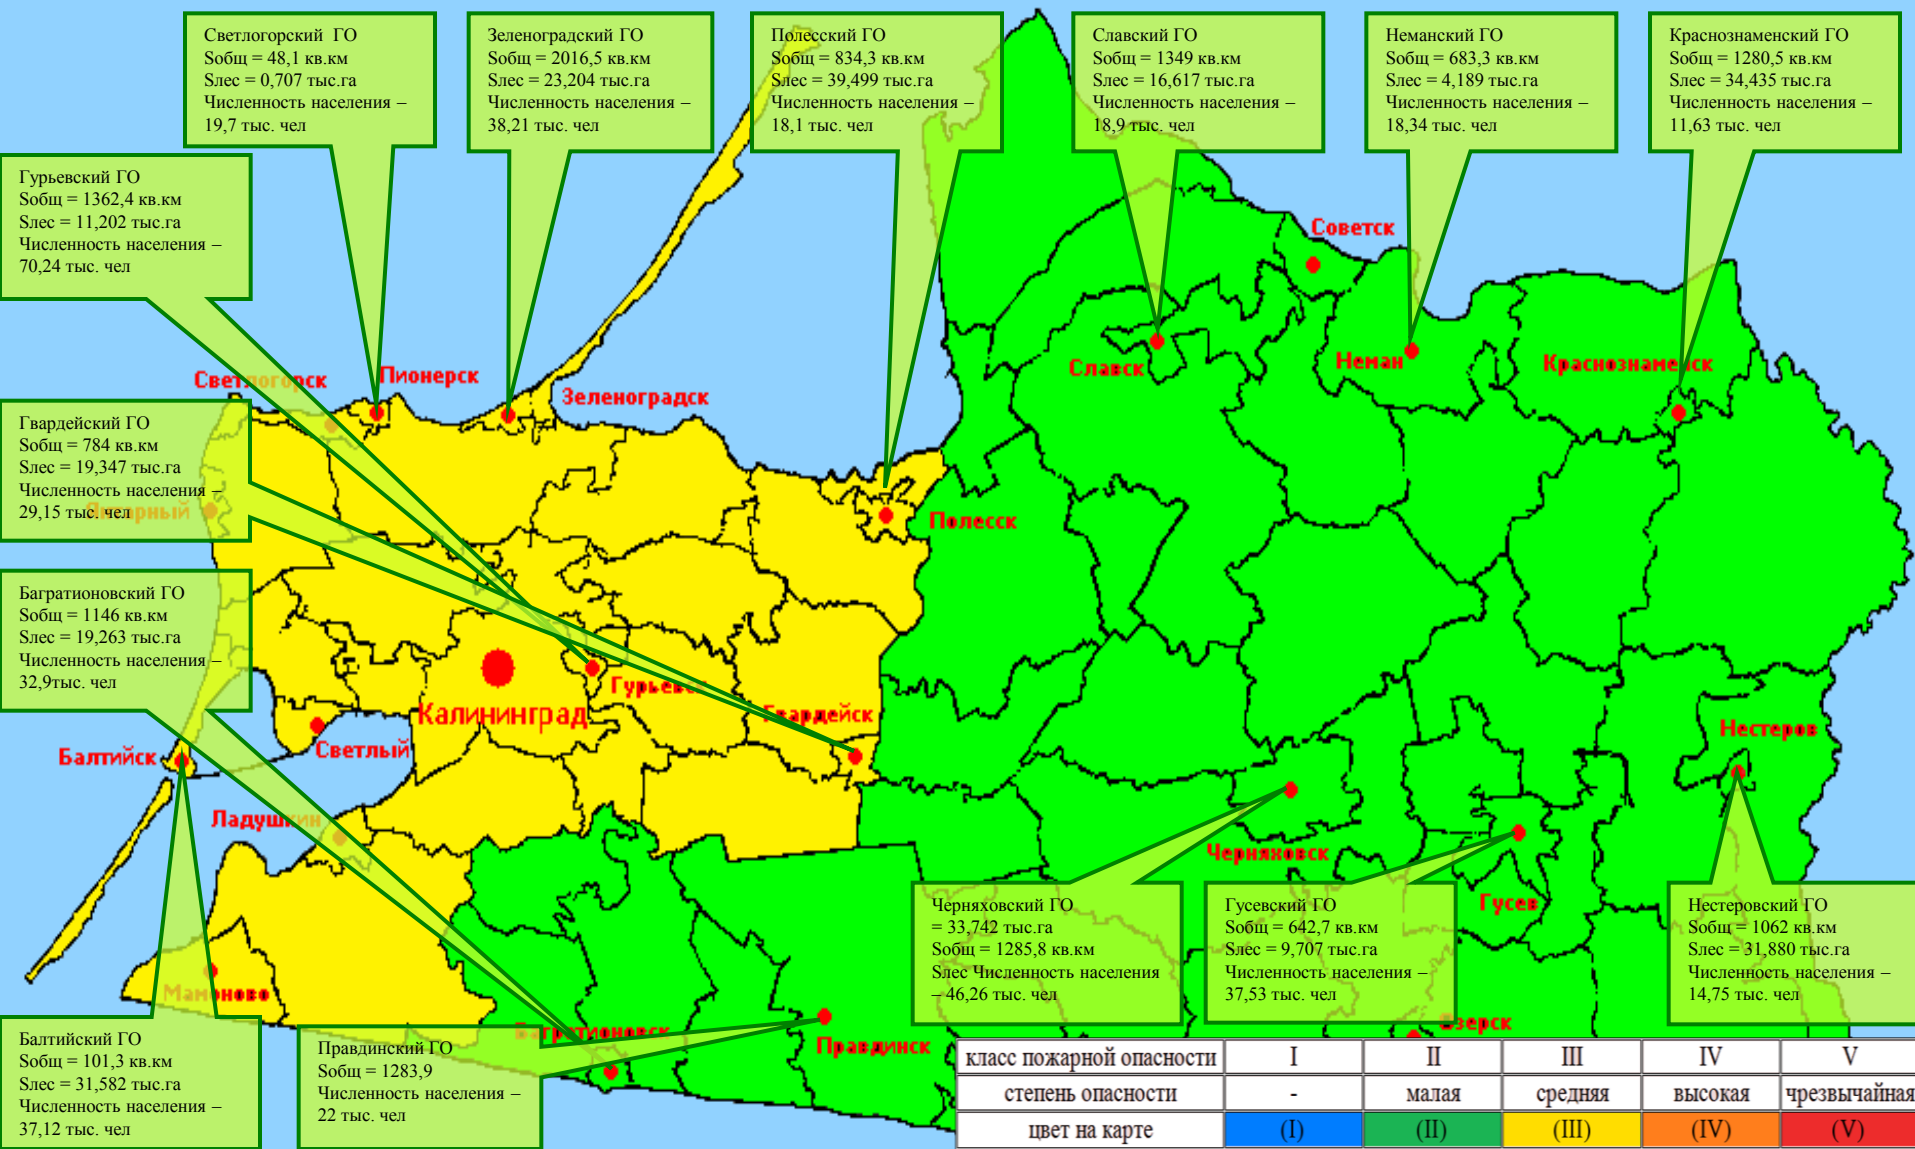 Светлогорский ГО
Sобщ = 48,1 кв.км
Sлес = 0,707 тыс.га
Численность населения –
19,7 тыс. чел
Зеленоградский ГО
Sобщ = 2016,5 кв.км
Sлес = 23,204 тыс.га
Численность населения –
38,21 тыс. чел
Полесский ГО
Sобщ = 834,3 кв.км
Sлес = 39,499 тыс.га
Численность населения –
18,1 тыс. чел
Славский ГО
Sобщ = 1349 кв.км
Sлес = 16,617 тыс.га
Численность населения –
18,9 тыс. чел
Неманский ГО
Sобщ = 683,3 кв.км
Sлес = 4,189 тыс.га
Численность населения –
18,34 тыс. чел
Краснознаменский ГО
Sобщ = 1280,5 кв.км
Sлес = 34,435 тыс.га
Численность населения –
11,63 тыс. чел
Гурьевский ГО
Sобщ = 1362,4 кв.км
Sлес = 11,202 тыс.га
Численность населения –
70,24 тыс. чел
Советск
Светлогорск
Пионерск
Зеленоградск
Славск
Неман
Краснознаменск
Гвардейский ГО
Sобщ = 784 кв.км
Sлес = 19,347 тыс.га
Численность населения –
29,15 тыс. чел
Янтарный
Полесск
Багратионовский ГО
Sобщ = 1146 кв.км
Sлес = 19,263 тыс.га
Численность населения –
32,9тыс. чел
Гурьевск
Калининград
Гвардейск
Нестеров
Балтийск
Светлый
Ладушкин
Черняховск
Гусев
Черняховский ГО
= 33,742 тыс.га
Sобщ = 1285,8 кв.км
Sлес Численность населения
– 46,26 тыс. чел
Гусевский ГО
Sобщ = 642,7 кв.км
Sлес = 9,707 тыс.га
Численность населения –
37,53 тыс. чел
Нестеровский ГО
Sобщ = 1062 кв.км
Sлес = 31,880 тыс.га
Численность населения –
14,75 тыс. чел
Мамоново
Багратионовск
Правдинск
Озерск
Балтийский ГО
Sобщ = 101,3 кв.км
Sлес = 31,582 тыс.га
Численность населения –
37,12 тыс. чел
Правдинский ГО
Sобщ = 1283,9
Численность населения –
22 тыс. чел
класс пожарной опасности I II III IV V
степень опасности - малая средняя высокая чрезвычайная
цвет на карте (I) (II) (III) (IV) (V)